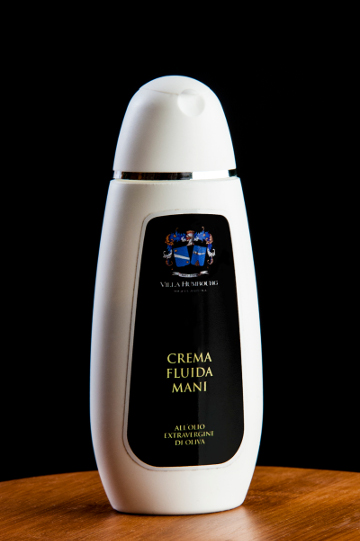 VILLA HUMBOURG
CREMA
FLUIDA
MANI
ALL'OLIO
EXTRAVERGINE
DI OLIVA